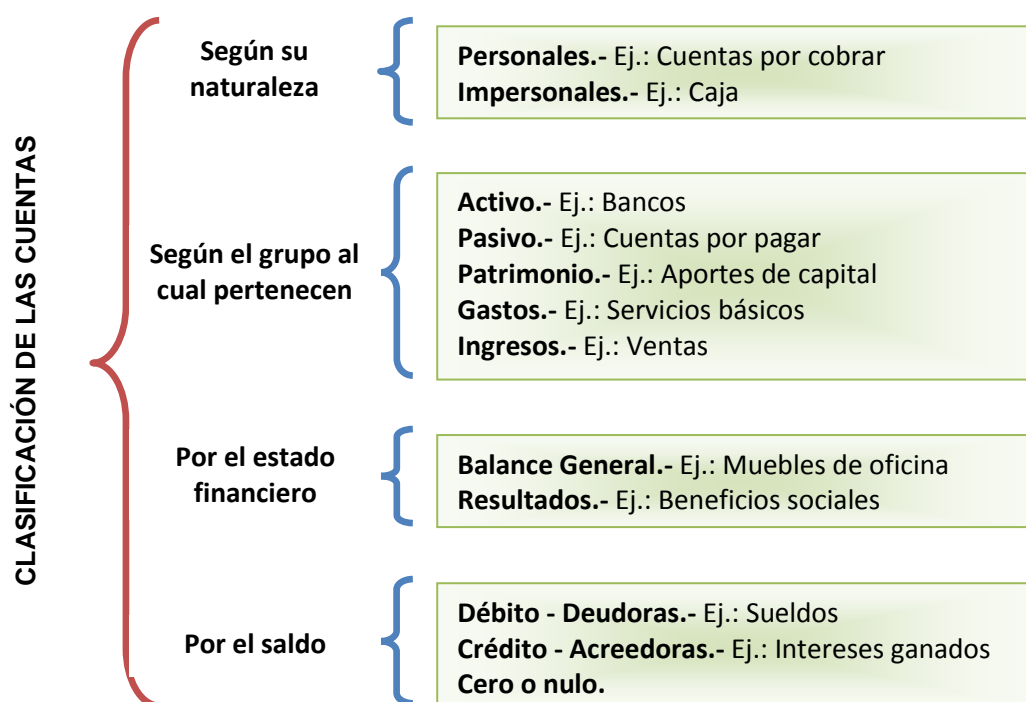 CLASIFICACIÓN DE LAS CUENTAS
Según su
naturaleza
Personales.- Ej.: Cuentas por cobrar
Impersonales.- Ej.: Caja
Según el grupo al
cual pertenecen
Activo.- Ej.: Bancos
Pasivo.- Ej.: Cuentas por pagar
Patrimonio.- Ej.: Aportes de capital
Gastos.- Ej.: Servicios básicos
Ingresos.- Ej.: Ventas
Por el estado
financiero
Balance General.- Ej.: Muebles de oficina
Resultados.- Ej.: Beneficios sociales
Por el saldo
Débito - Deudoras.- Ej.: Sueldos
Crédito - Acreedoras.- Ej.: Intereses ganados
Cero o nulo.